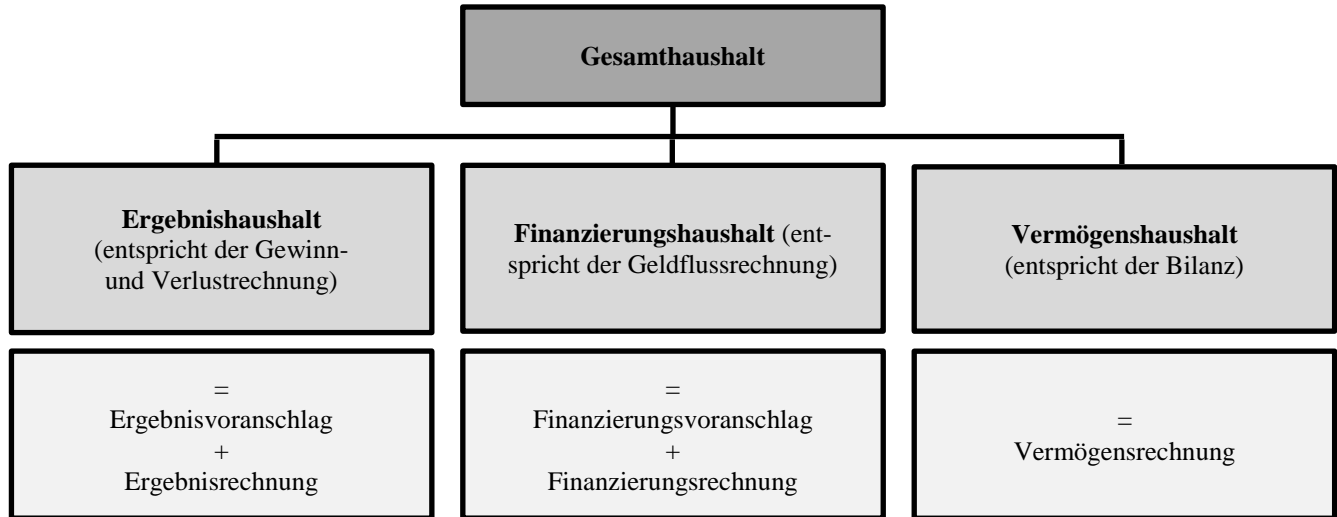 Gesamthaushalt
Ergebnishaushalt
(entspricht der Gewinn-
und Verlustrechnung)
Finanzierungshaushalt (ent-
spricht der Geldflussrechnung)
Vermögenshaushalt
(entspricht der Bilanz)
=
Ergebnisvoranschlag
+
Ergebnisrechnung
=
Finanzierungsvoranschlag
+
Finanzierungsrechnung
=
Vermögensrechnung